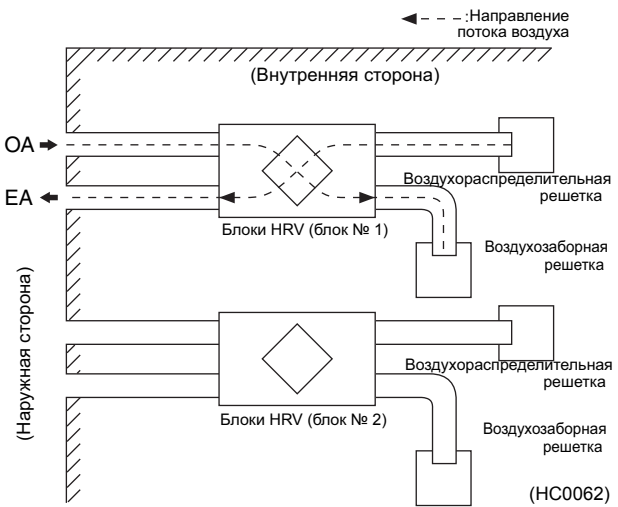 :Направление
потока воздуха
(Внутренняя сторона)
OA
Воздухораспределительная
решетка
EA
Блоки HRV (блок № 1)
Воздухозаборная
решетка
(Наружная сторона)
Воздухораспределительная
решетка
Блоки HRV (блок № 2)
Воздухозаборная
решетка
(HC0062)